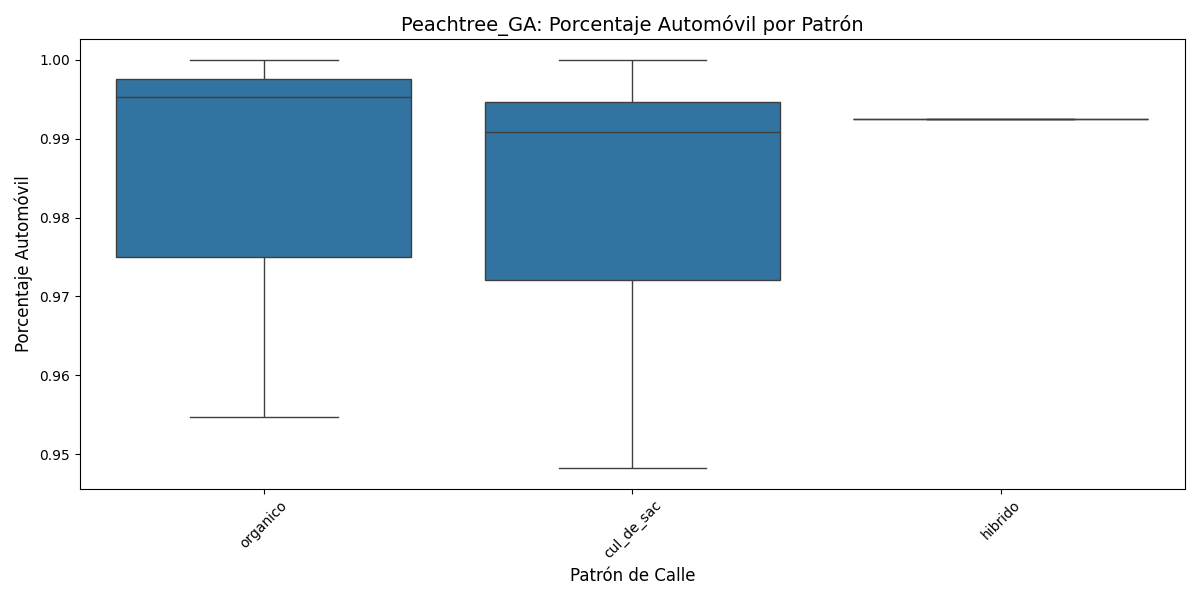 Peachtree_GA: Porcentaje Automóvil por Patrón
Porcentaje Automóvil
1.00
0.99
0.98
0.97
0.96
0.95
organico
cul_de_sac
hibrido
Patrón de Calle